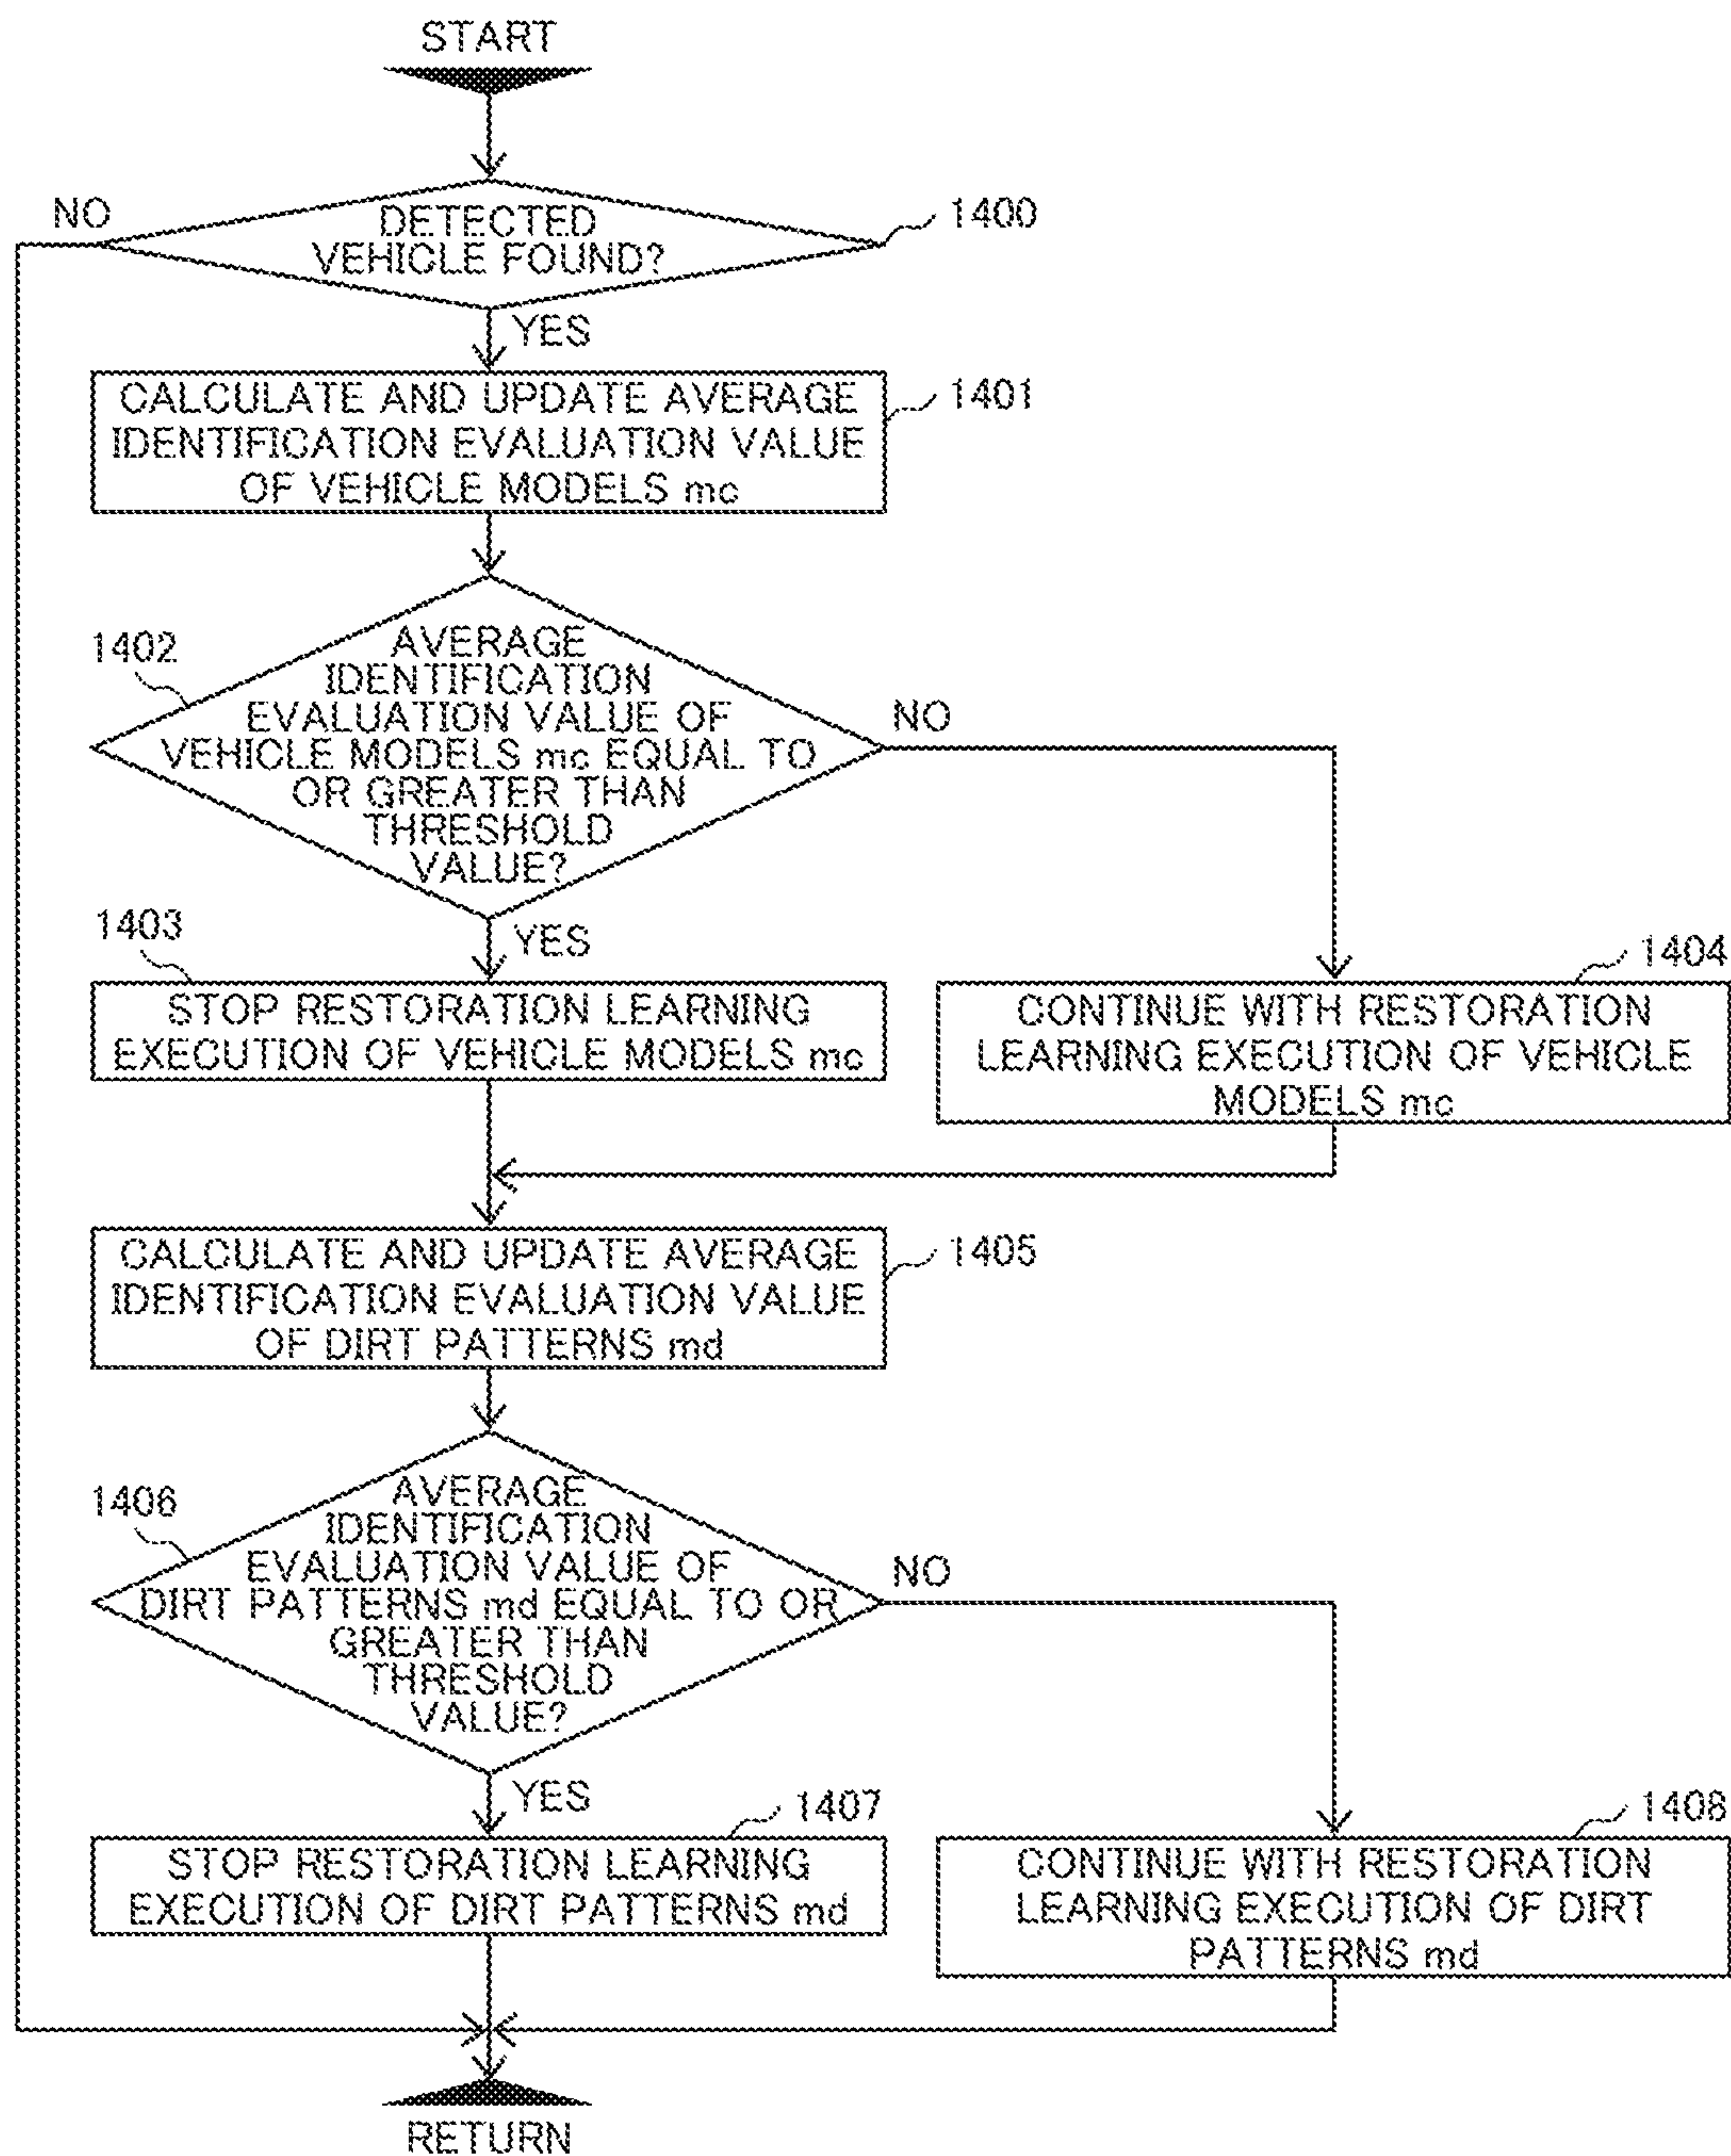 START
NO
DETECTED
VEHICLE FOUND?
1400
YES
CALCULATE AND UPDATE AVERAGE
IDENTIFICATION EVALUATION VALUE
OF VEHICLE MODELS mc
1401
1402
AVERAGE
IDENTIFICATION
EVALUATION VALUE OF
VEHICLE MODELS mc EQUAL TO
OR GREATER THAN
THRESHOLD
VALUE?
NO
YES
1403
STOP RESTORATION LEARNING
EXECUTION OF VEHICLE MODELS mc
1404
CONTINUE WITH RESTORATION
LEARNING EXECUTION OF VEHICLE
MODELS mc
CALCULATE AND UPDATE AVERAGE
IDENTIFICATION EVALUATION VALUE
OF DIRT PATTERNS md
1405
1406
AVERAGE
IDENTIFICATION
EVALUATION VALUE OF
DIRT PATTERNS md EQUAL TO OR
GREATER THAN
THRESHOLD
VALUE?
NO
YES
1407
STOP RESTORATION LEARNING
EXECUTION OF DIRT PATTERNS md
1408
CONTINUE WITH RESTORATION
LEARNING EXECUTION OF DIRT
PATTERNS md
RETURN